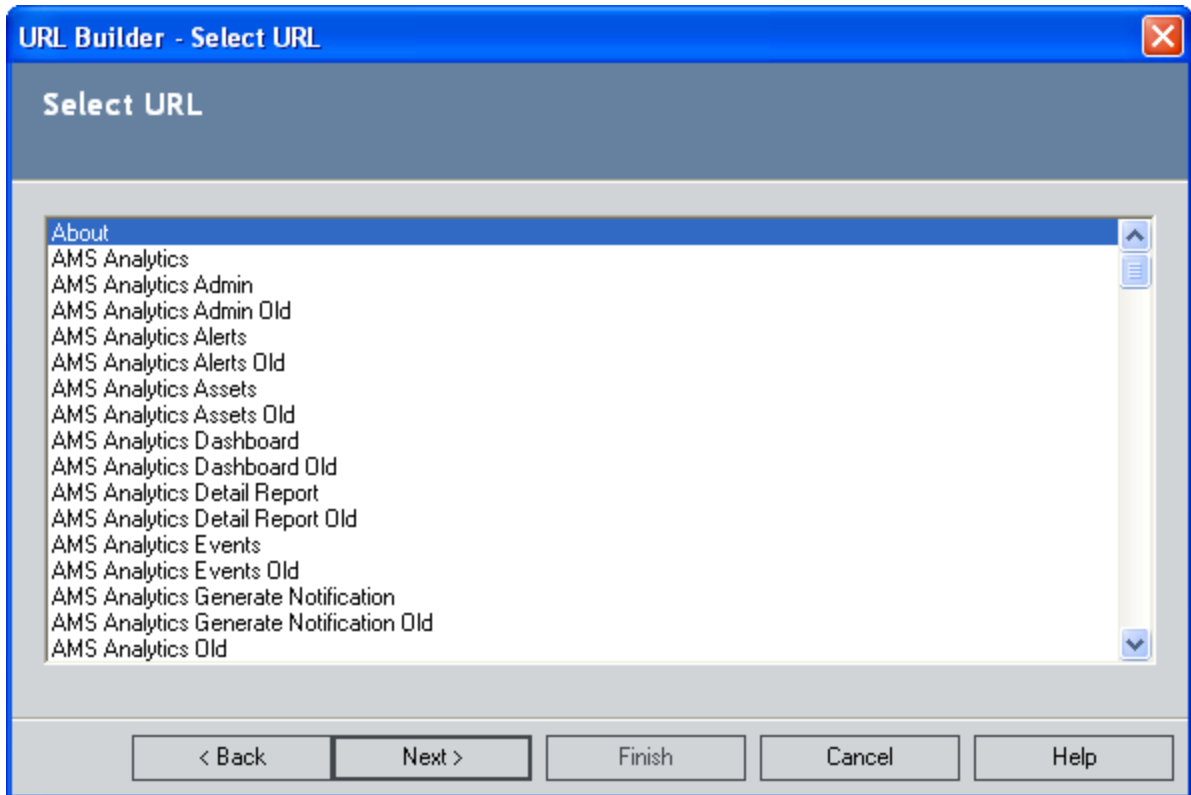 URL Builder - Select URL
Select URL
About
AMS Analytics
AMS Analytics Admin
AMS Analytics Admin Old
AMS Analytics Alerts
AMS Analytics Alerts Old
AMS Analytics Assets
AMS Analytics Assets Old
AMS Analytics Dashboard
AMS Analytics Dashboard Old
AMS Analytics Detail Report
AMS Analytics Detail Report Old
AMS Analytics Events
AMS Analytics Events Old
AMS Analytics Generate Notification
AMS Analytics Generate Notification Old
AMS Analytics Old
< Back Next > Finish Cancel Help